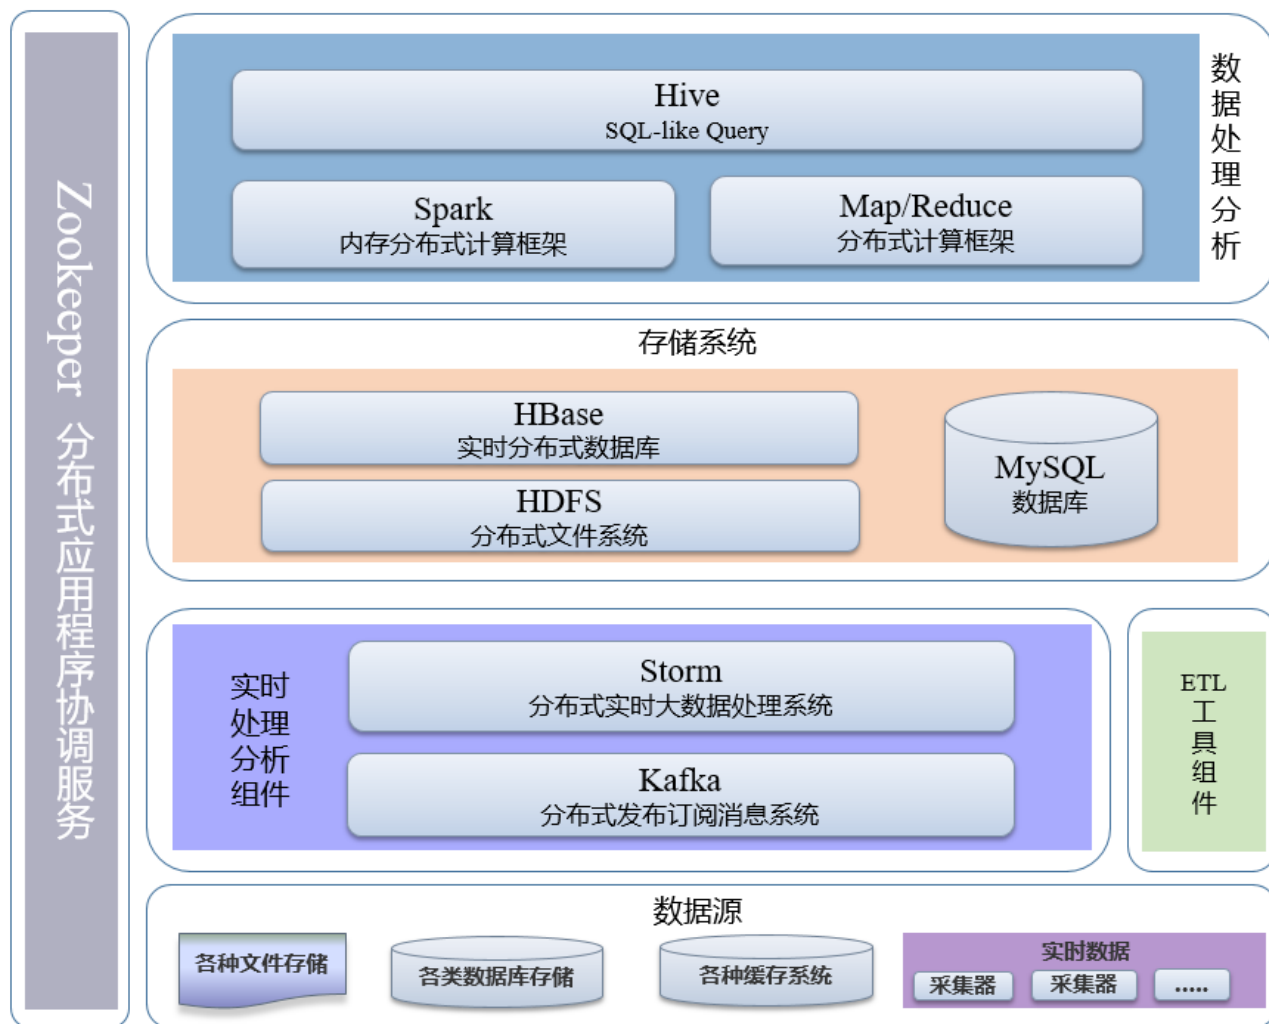 Zookeeper 分布式应用程序协调服务
数据处理分析
Hive
SQL-like Query
Spark
内存分布式计算框架
Map/Reduce
分布式计算框架
存储系统
HBase
实时分布式数据库
HDFS
分布式文件系统
MySQL
数据库
实时
处理
分析
组件
Storm
分布式实时大数据处理系统
Kafka
分布式发布订阅消息系统
ETL
工
具
组
件
数据源
各种文件存储
各类数据库存储
各种缓存系统
实时数据
采集器
采集器
.....